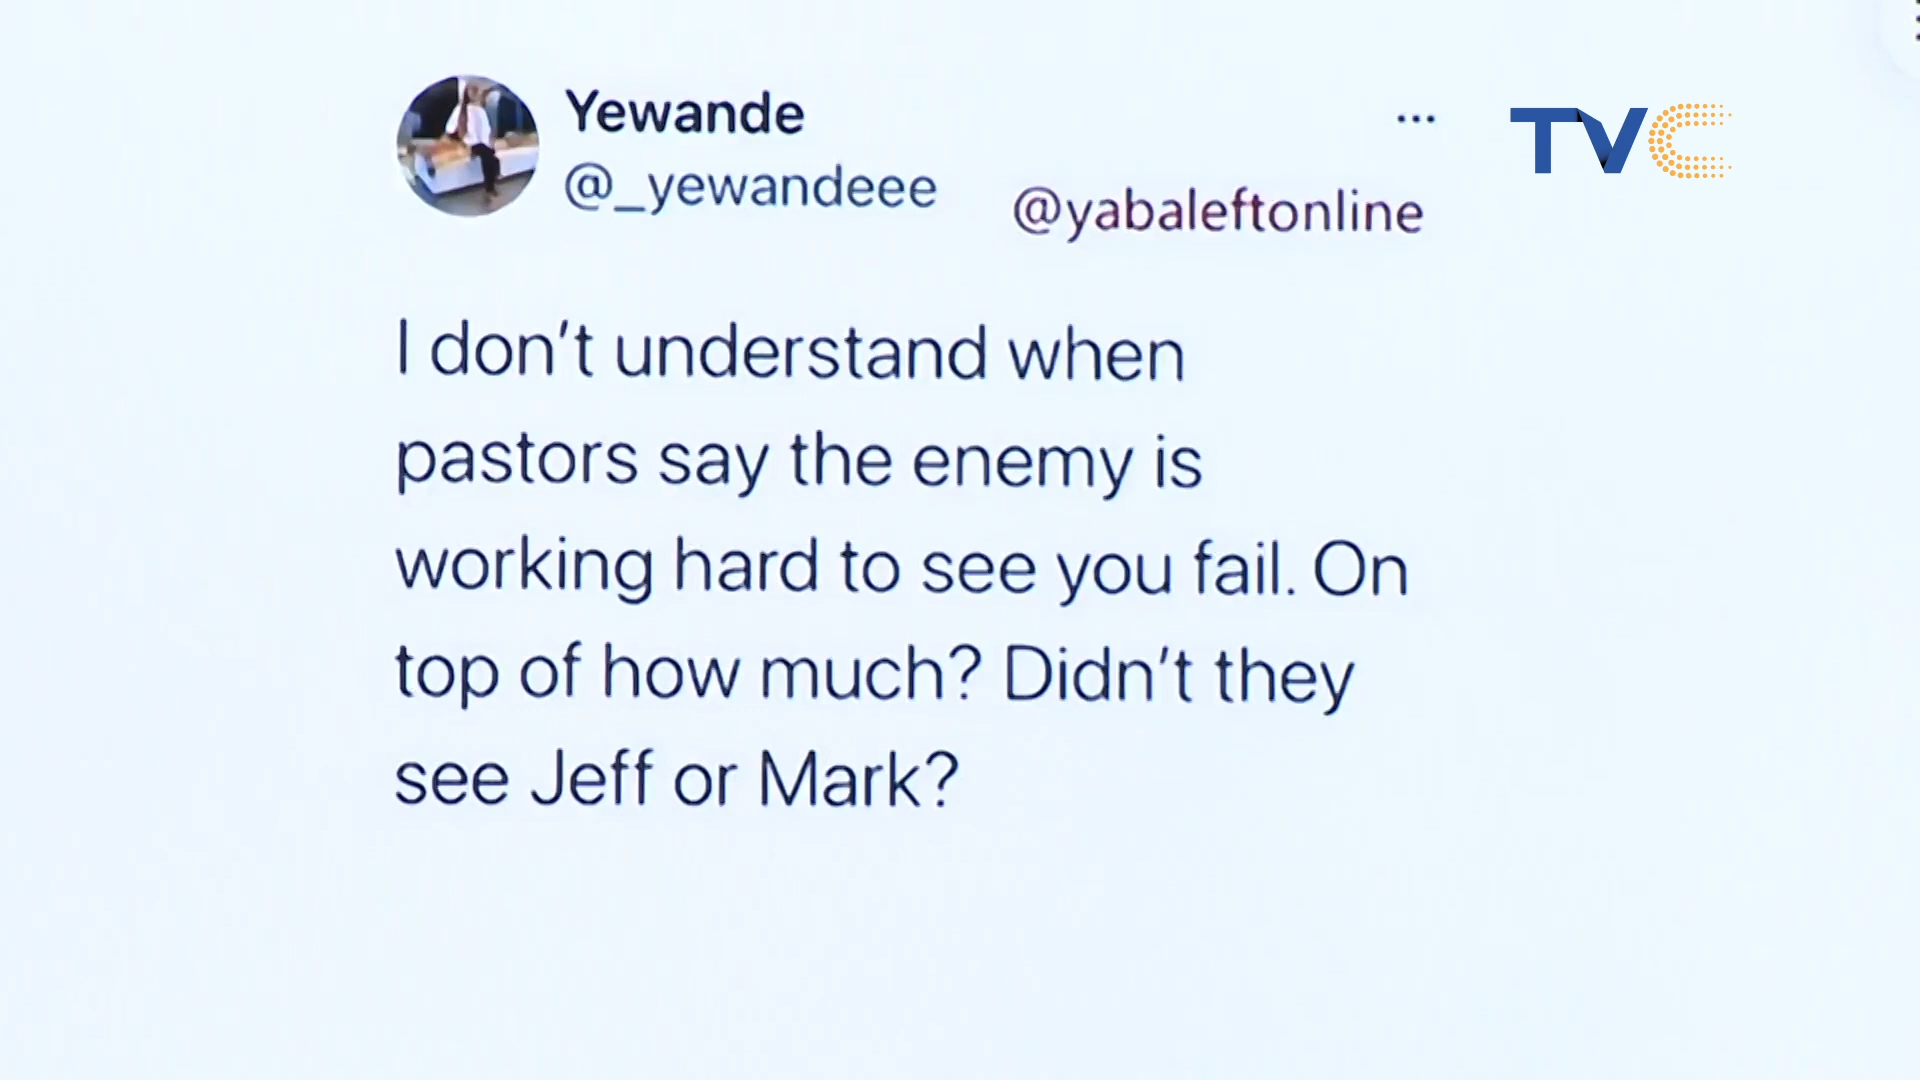 Yewande
@_yewandeee
@yabaleftonline
TVC
I don’t understand when
pastors say the enemy is
working hard to see you fail. On
top of how much? Didn’t they
see Jeff or Mark?